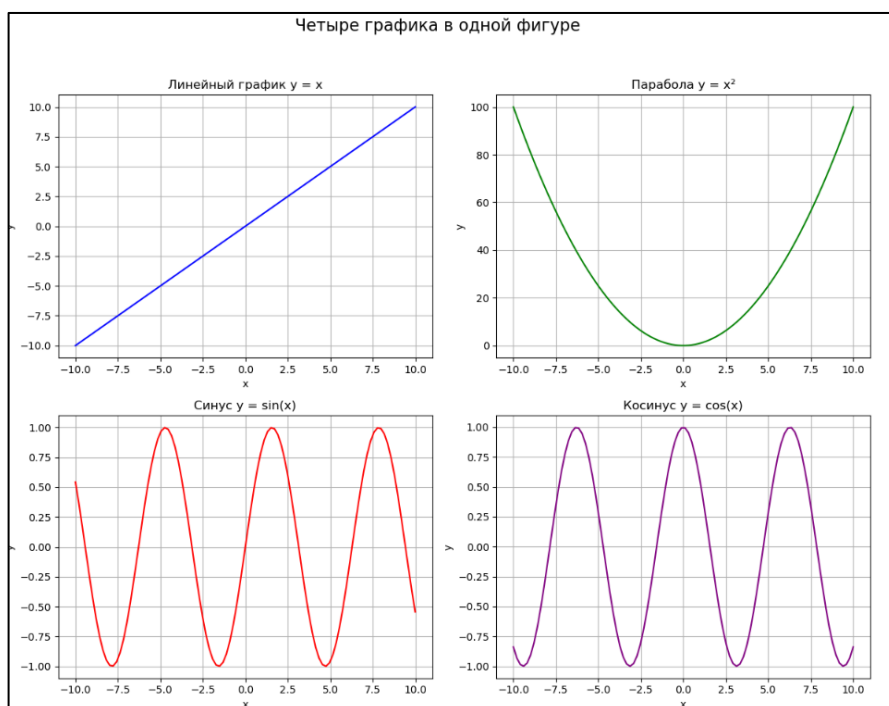 Четыре графика в одной фигуре
Линейный график y = x
10.0
7.5
5.0
2.5
0.0
−2.5
−5.0
−7.5
−10.0
y
−10.0 −7.5 −5.0 −2.5 0.0 2.5 5.0 7.5 10.0
x
Парабола y = x²
100
80
60
40
20
0
y
−10.0 −7.5 −5.0 −2.5 0.0 2.5 5.0 7.5 10.0
x
Синус y = sin(x)
1.00
0.75
0.50
0.25
0.00
−0.25
−0.50
−0.75
−1.00
y
−10.0 −7.5 −5.0 −2.5 0.0 2.5 5.0 7.5 10.0
x
Косинус y = cos(x)
1.00
0.75
0.50
0.25
0.00
−0.25
−0.50
−0.75
−1.00
y
−10.0 −7.5 −5.0 −2.5 0.0 2.5 5.0 7.5 10.0
x